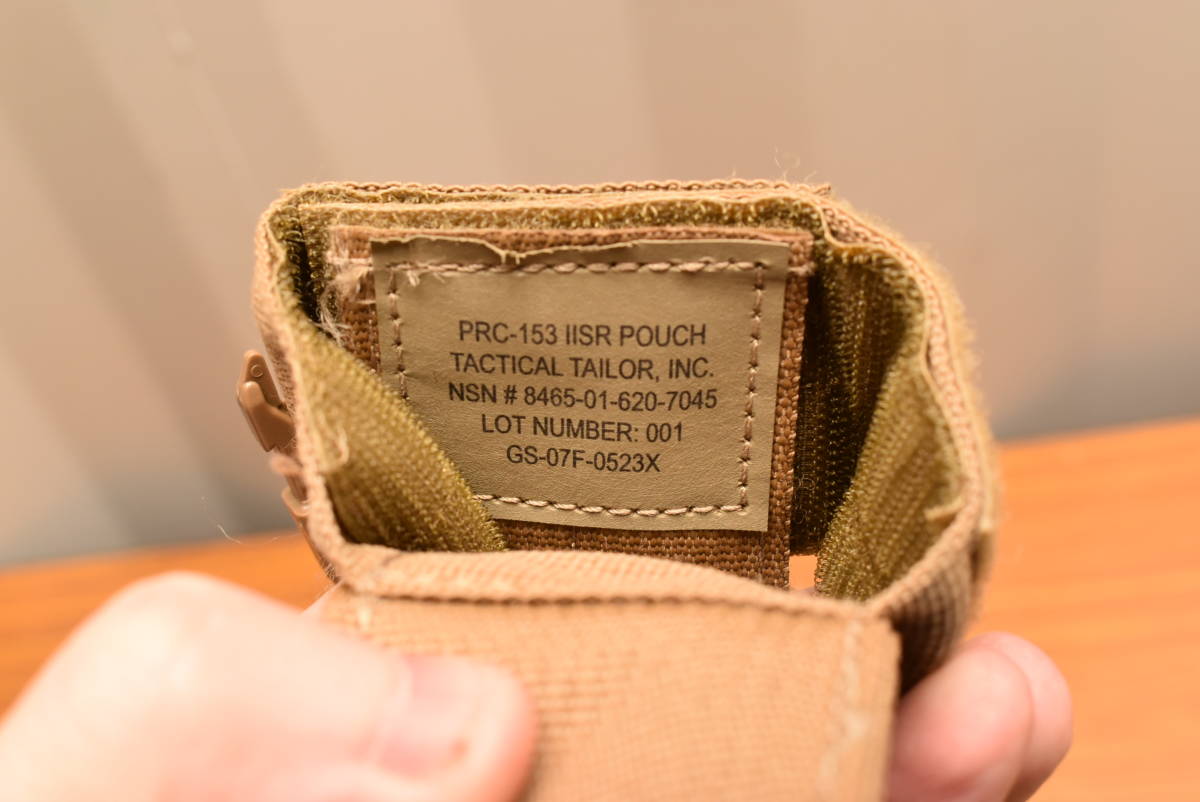 PRC-153 IISR POUCH
TACTICAL TAILOR, INC.
NSN # 8465-01-620-7045
LOT NUMBER: 001
GS-07F-0523X